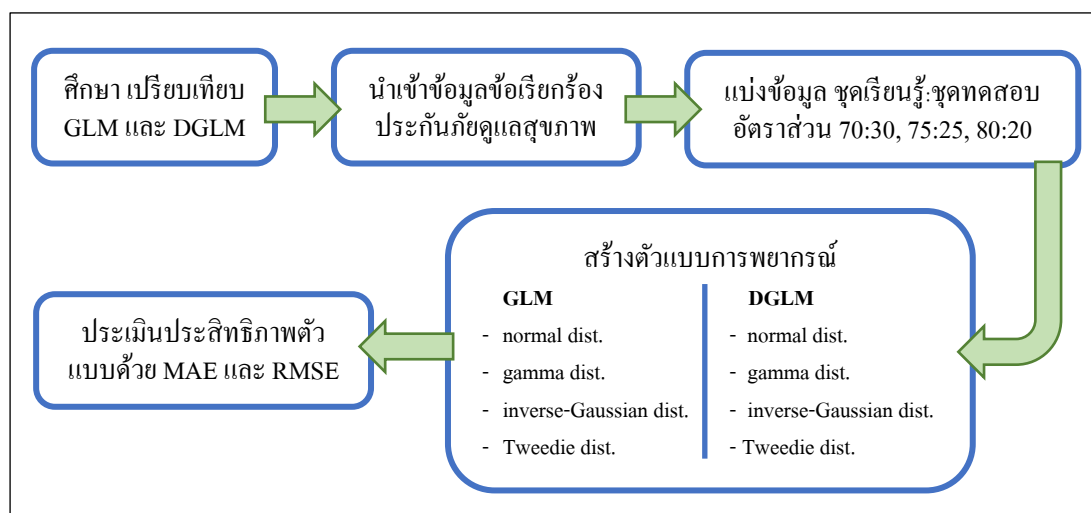 ศึกษา เปรียบเทียบ
GLM และ DGLM
นำเข้าข้อมูลข้อเรียกร้อง
ประกันภัยดูแลสุขภาพ
แบ่งข้อมูล ชุดเรียนรู้:ชุดทดสอบ
อัตราส่วน 70:30, 75:25, 80:20
สร้างตัวแบบการพยากรณ์
GLM
- normal dist.
- gamma dist.
- inverse-Gaussian dist.
- Tweedie dist.
DGLM
- normal dist.
- gamma dist.
- inverse-Gaussian dist.
- Tweedie dist.
ประเมินประสิทธิภาพตัว
แบบด้วย MAE และ RMSE